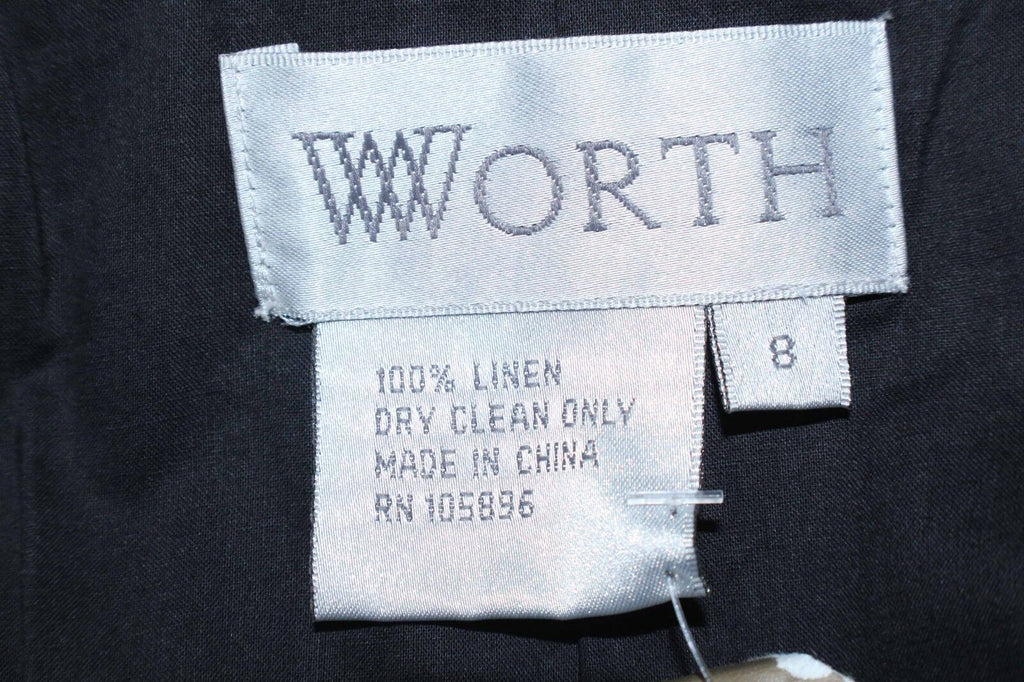 WORTH
8
100% LINEN
DRY CLEAN ONLY
MADE IN CHINA
RN 105896